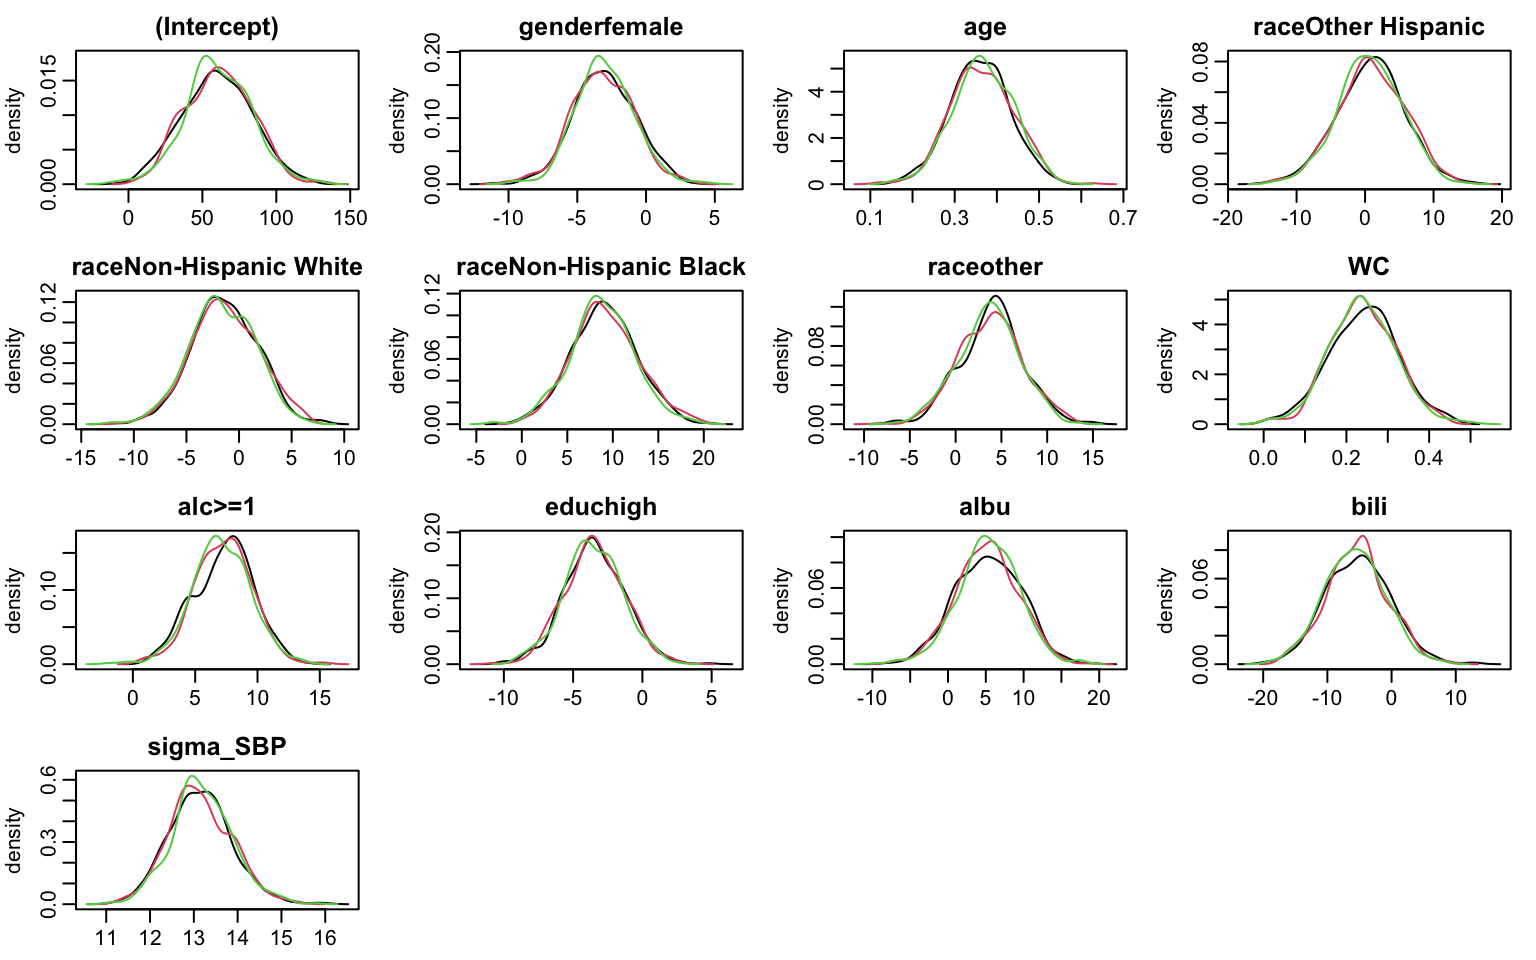 (Intercept)
density
0.000 0.015
0 50 100 150
genderfemale
density
0.00 0.10 0.20
-10 -5 0 5
age
density
0 2 4
0.1 0.3 0.5 0.7
raceOther Hispanic
density
0.00 0.04 0.08
-20 -10 0 10 20
raceNon-Hispanic White
density
0.00 0.06 0.12
-15 -10 -5 0 5 10
raceNon-Hispanic Black
density
0.00 0.06 0.12
-5 0 5 10 15 20
raceother
density
0.00 0.08
-10 -5 0 5 10 15
WC
density
0 2 4
0.0 0.2 0.4
alc>=1
density
0.00 0.10
0 5 10 15
educhigh
density
0.00 0.10 0.20
-10 -5 0 5
albu
density
0.00 0.06
-10 0 5 10 20
bili
density
0.00 0.06
-20 -10 0 10
sigma_SBP
density
0.0 0.3 0.6
11 12 13 14 15 16